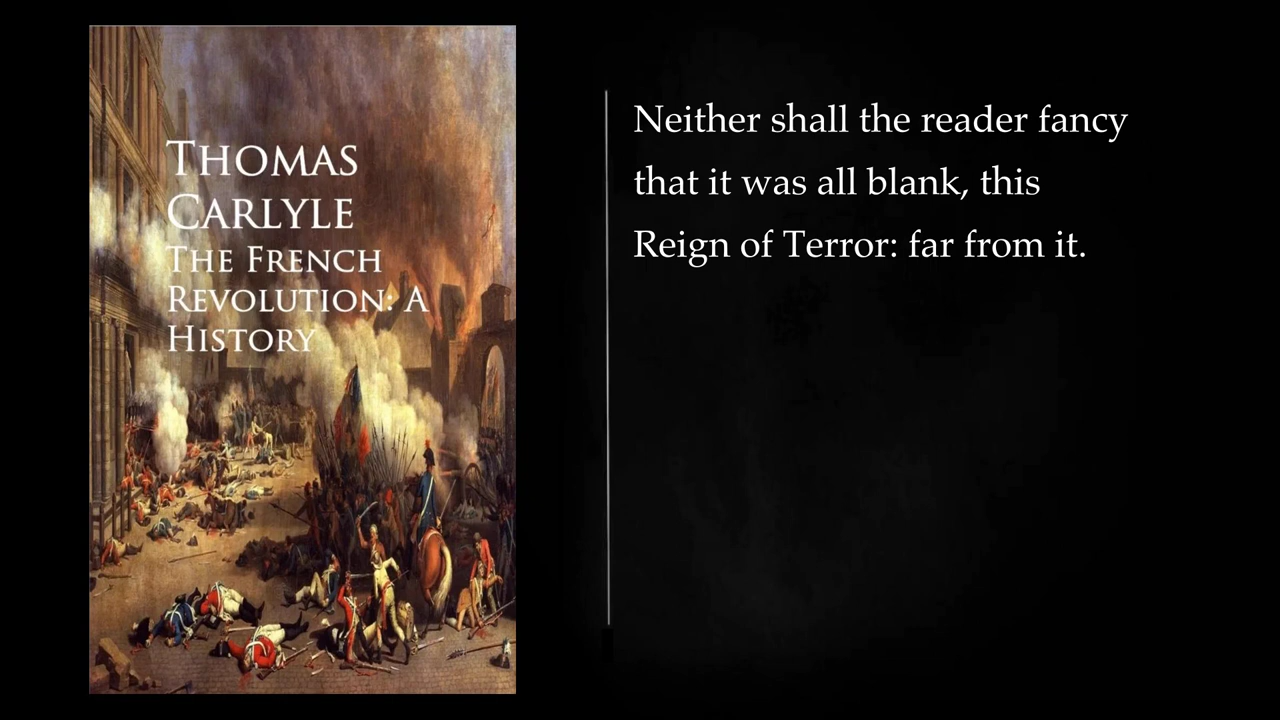 THOMAS
CARLYLE
THE FRENCH
REVOLUTION: A
HISTORY
Neither shall the reader fancy
that it was all blank, this
Reign of Terror: far from it.